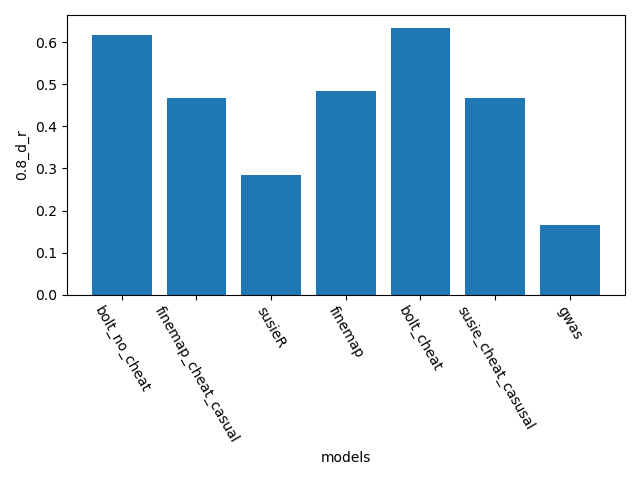 0.8_d_r
0.6
0.5
0.4
0.3
0.2
0.1
0.0
bolt_no_cheat
finemap_cheat_casual
susieR
finemap
bolt_cheat
susie_cheat_casusal
gwas
models